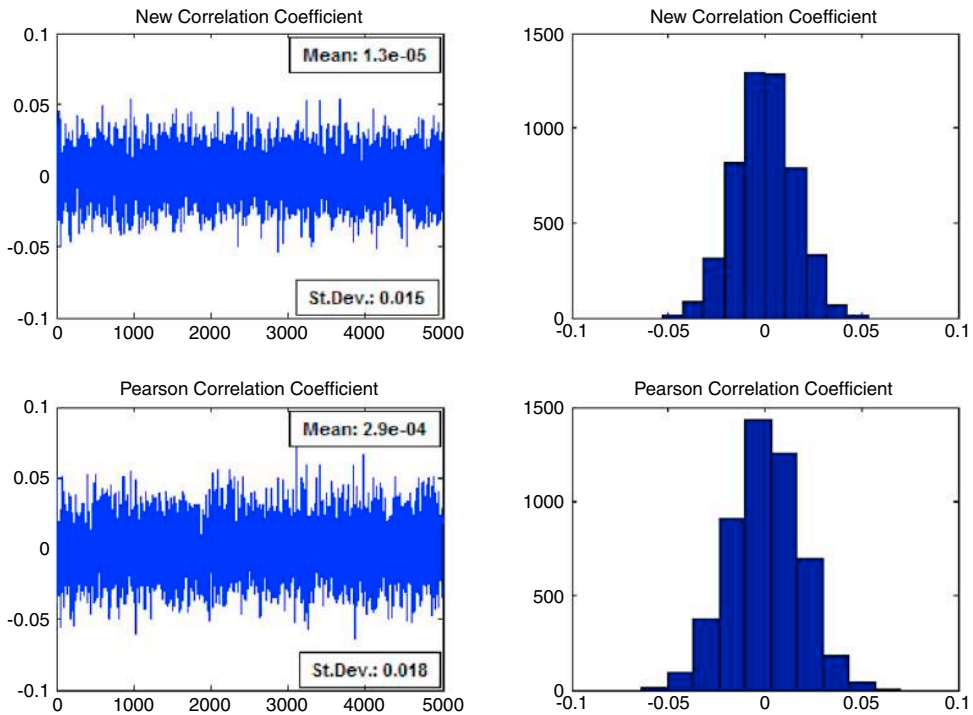 New Correlation Coefficient
0.1
0.05
0
-0.05
-0.1
Mean: 1.3e-05
St.Dev.: 0.015
0 1000 2000 3000 4000 5000
New Correlation Coefficient
1500
1000
500
0
-0.1 -0.05 0 0.05 0.1
Pearson Correlation Coefficient
0.1
0.05
0
-0.05
-0.1
Mean: 2.9e-04
St.Dev.: 0.018
0 1000 2000 3000 4000 5000
Pearson Correlation Coefficient
1500
1000
500
0
-0.1 -0.05 0 0.05 0.1